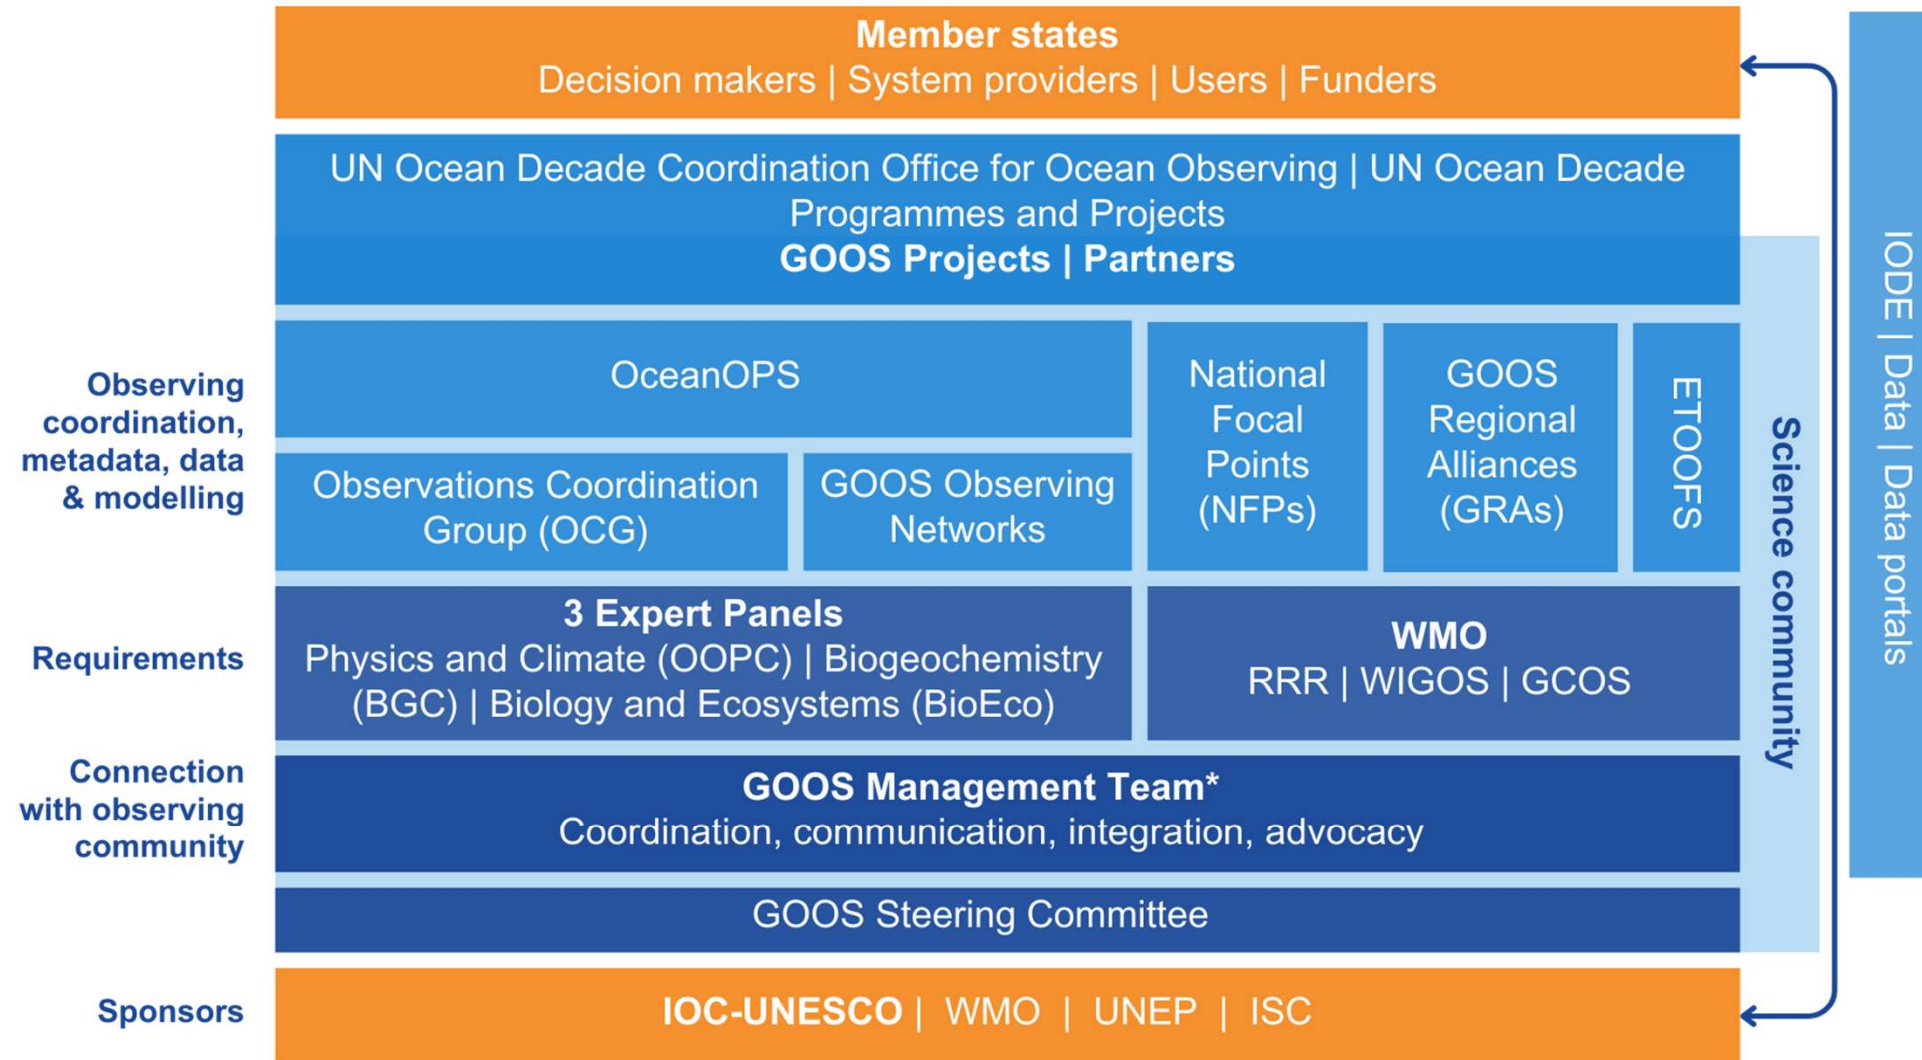 Member states
Decision makers | System providers | Users | Funders
UN Ocean Decade Coordination Office for Ocean Observing | UN Ocean Decade
Programmes and Projects
GOOS Projects | Partners
Observing
coordination,
metadata, data
& modelling
OceanOPS
Observations Coordination
Group (OCG)
GOOS Observing
Networks
National
Focal
Points
(NFPs)
GOOS
Regional
Alliances
(GRAs)
ETOOFS
Requirements
3 Expert Panels
Physics and Climate (OOPC) | Biogeochemistry
(BGC) | Biology and Ecosystems (BioEco)
WMO
RRR | WIGOS | GCOS
Connection
with observing
community
GOOS Management Team*
Coordination, communication, integration, advocacy
GOOS Steering Committee
Sponsors
IOC-UNESCO | WMO | UNEP | ISC
Science community
IODE | Data | Data portals